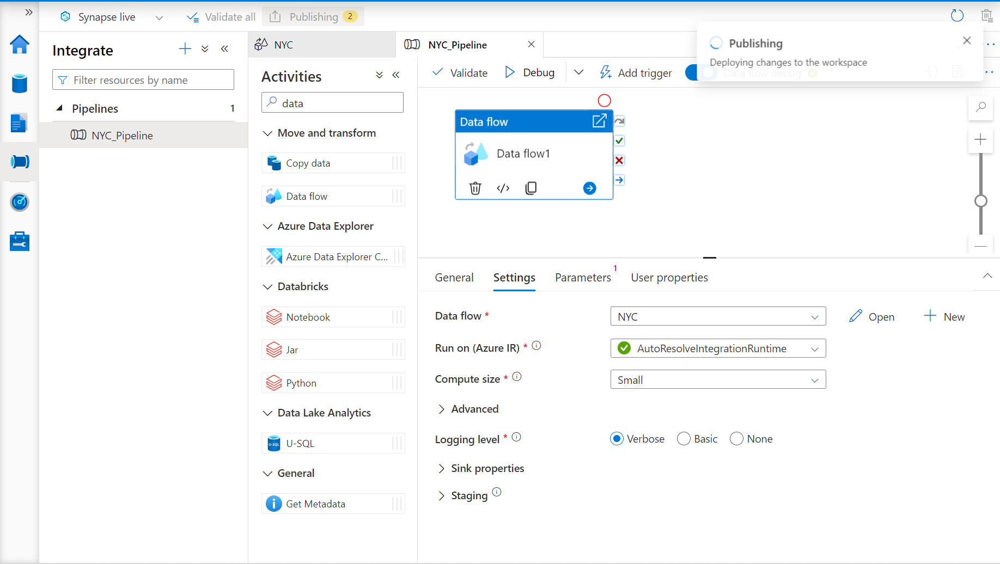 Synapse live
Validate all
Publishing 2
Integrate
Filter resources by name
Pipelines 1
NYC_Pipeline
NYC
NYC_Pipeline
Publishing
Deploying changes to the workspace
Activities
data
Move and transform
Copy data
Data flow
Azure Data Explorer
Azure Data Explorer C...
Databricks
Notebook
Jar
Python
Data Lake Analytics
U-SQL
U-SQL
General
Get Metadata
Validate
Debug
Add trigger
Data flow debug
Data flow
Data flow1
General
Settings
Parameters 1
User properties
Data flow *
NYC
Open
New
Run on (Azure IR) *
AutoResolveIntegrationRuntime
Compute size *
Small
Advanced
Logging level *
Verbose
Basic
None
Sink properties
Staging